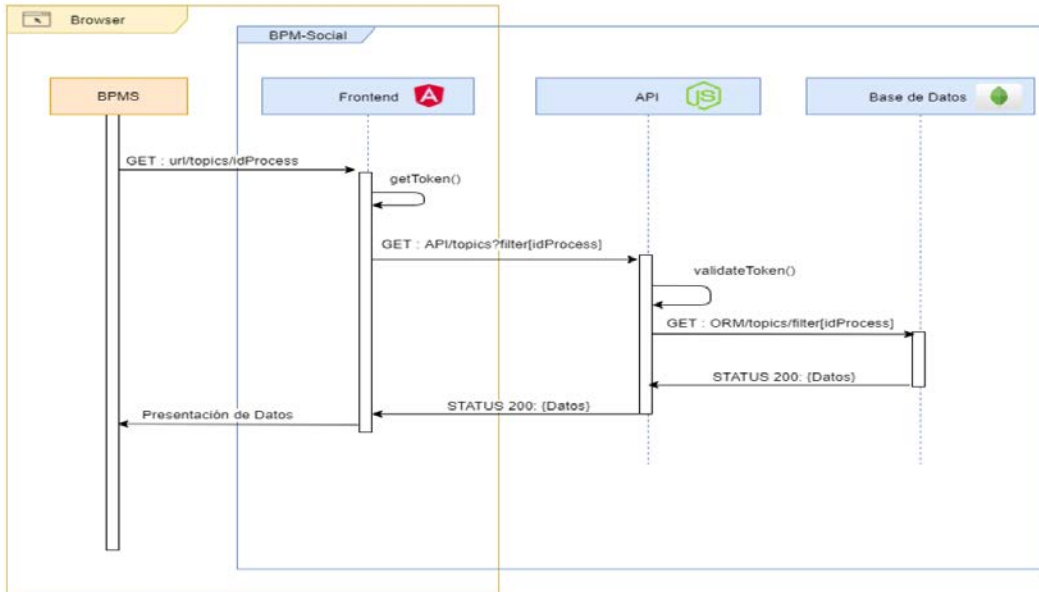 Browser
BPM-Social
BPMS
Frontend
A
API
JS
Base de Datos
GET : url/topics/idProcess
getToken()
GET : API/topics?filter[idProcess]
validateToken()
GET : ORM/topics/filter[idProcess]
STATUS 200: {Datos}
STATUS 200: {Datos}
Presentación de Datos